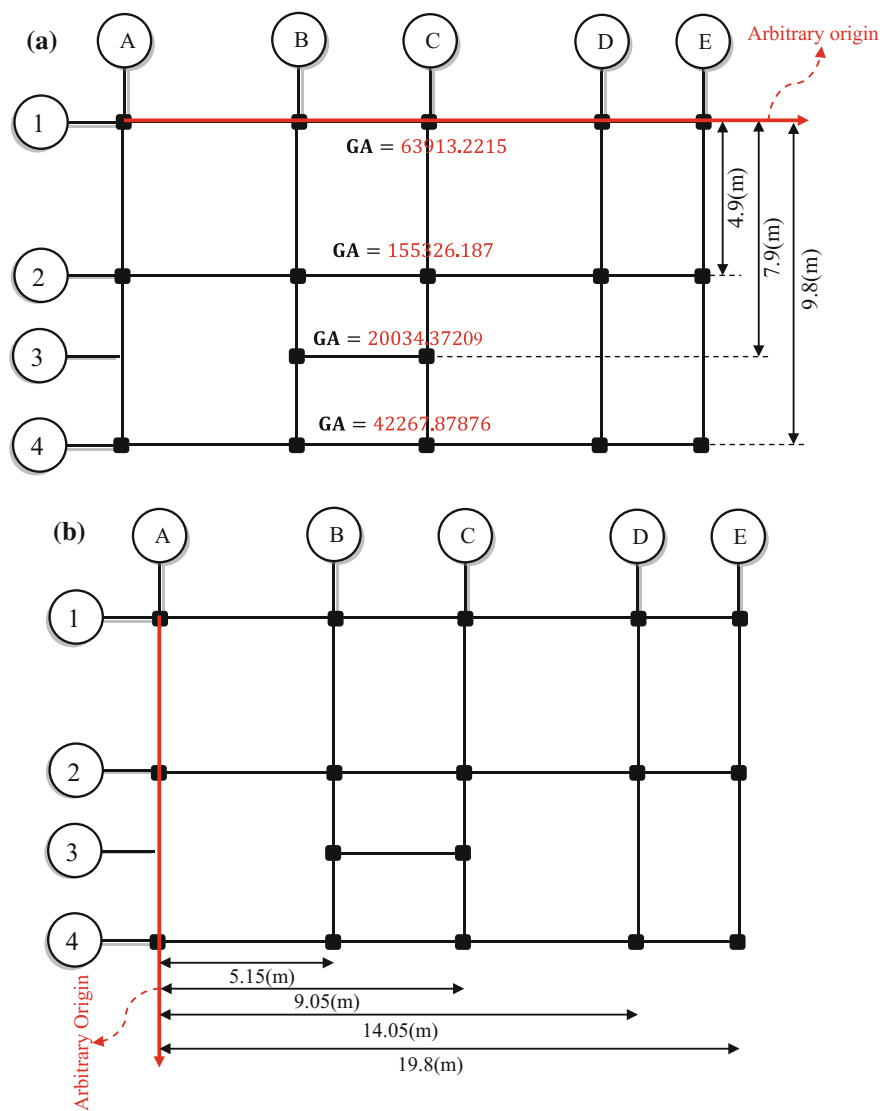 (a)
A B C D E
Arbitrary origin
1
GA = 63913.2215
4.9(m)
7.9(m)
9.8(m)
GA = 155326.187
2
GA = 20034.37209
3
GA = 42267.87876
4
(b)
A B C D E
1
2
3
4
5.15(m)
9.05(m)
14.05(m)
19.8(m)
Arbitrary Origin